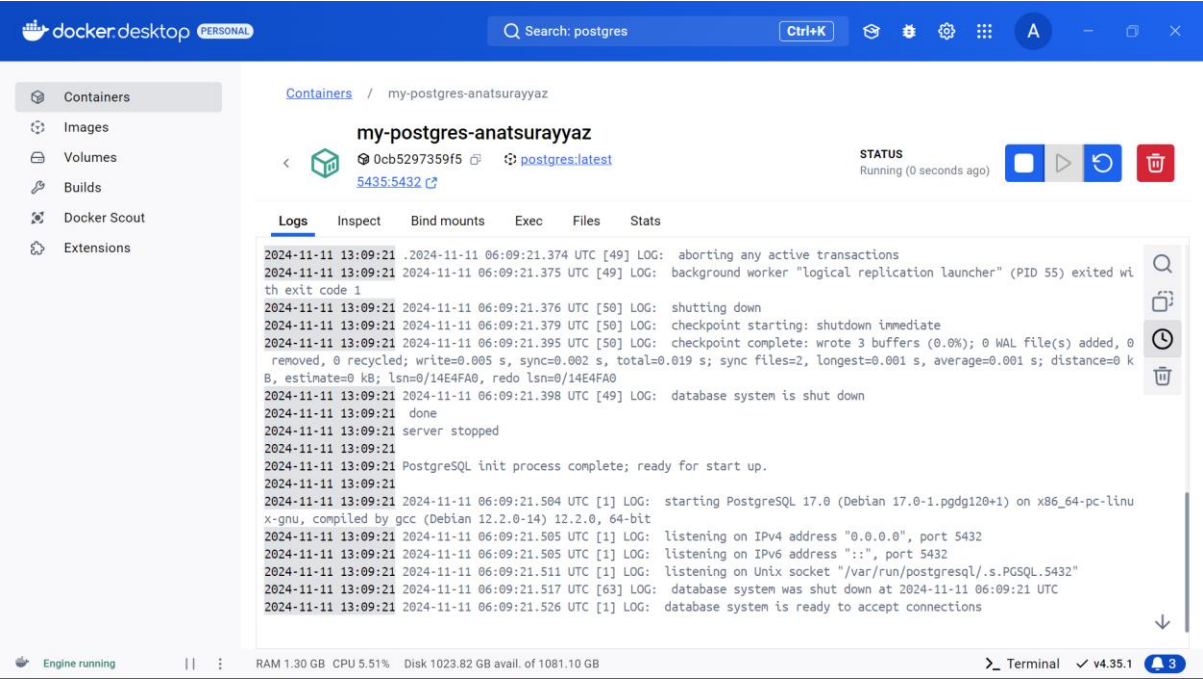 docker.desktop PERSONAL Search: postgres Ctrl+K A
Containers
Images
Volumes
Builds
Docker Scout
Extensions
Containers / my-postgres-anatsurayyaz
my-postgres-anatsurayyaz
0cb5297359f5 postgres:latest
5435:5432
STATUS
Running (0 seconds ago)
Logs Inspect Bind mounts Exec Files Stats
2024-11-11 13:09:21 .2024-11-11 06:09:21.374 UTC [49] LOG:  aborting any active transactions
2024-11-11 13:09:21 2024-11-11 06:09:21.375 UTC [49] LOG:  background worker "logical replication launcher" (PID 55) exited wi
th exit code 1
2024-11-11 13:09:21 2024-11-11 06:09:21.376 UTC [50] LOG:  shutting down
2024-11-11 13:09:21 2024-11-11 06:09:21.379 UTC [50] LOG:  checkpoint starting: shutdown immediate
2024-11-11 13:09:21 2024-11-11 06:09:21.395 UTC [50] LOG:  checkpoint complete: wrote 3 buffers (0.0%); 0 WAL file(s) added, 0
removed, 0 recycled; write=0.005 s, sync=0.002 s, total=0.019 s; sync files=2, longest=0.001 s, average=0.001 s; distance=0 k
B, estimate=0 kB; lsn=0/14E4FA0, redo lsn=0/14E4FA0
2024-11-11 13:09:21 2024-11-11 06:09:21.398 UTC [49] LOG:  database system is shut down
2024-11-11 13:09:21  done
2024-11-11 13:09:21 server stopped
2024-11-11 13:09:21
2024-11-11 13:09:21 PostgreSQL init process complete; ready for start up.
2024-11-11 13:09:21
2024-11-11 13:09:21 2024-11-11 06:09:21.504 UTC [1] LOG:  starting PostgreSQL 17.0 (Debian 17.0-1.pgdg120+1) on x86_64-pc-linu
x-gnu, compiled by gcc (Debian 12.2.0-14) 12.2.0, 64-bit
2024-11-11 13:09:21 2024-11-11 06:09:21.505 UTC [1] LOG:  listening on IPv4 address "0.0.0.0", port 5432
2024-11-11 13:09:21 2024-11-11 06:09:21.505 UTC [1] LOG:  listening on IPv6 address "::", port 5432
2024-11-11 13:09:21 2024-11-11 06:09:21.511 UTC [1] LOG:  listening on Unix socket "/var/run/postgresql/.s.PGSQL.5432"
2024-11-11 13:09:21 2024-11-11 06:09:21.517 UTC [63] LOG:  database system was shut down at 2024-11-11 06:09:21 UTC
2024-11-11 13:09:21 2024-11-11 06:09:21.526 UTC [1] LOG:  database system is ready to accept connections
Engine running RAM 1.30 GB CPU 5.51% Disk 1023.82 GB avail. of 1081.10 GB >_ Terminal v4.35.1 3